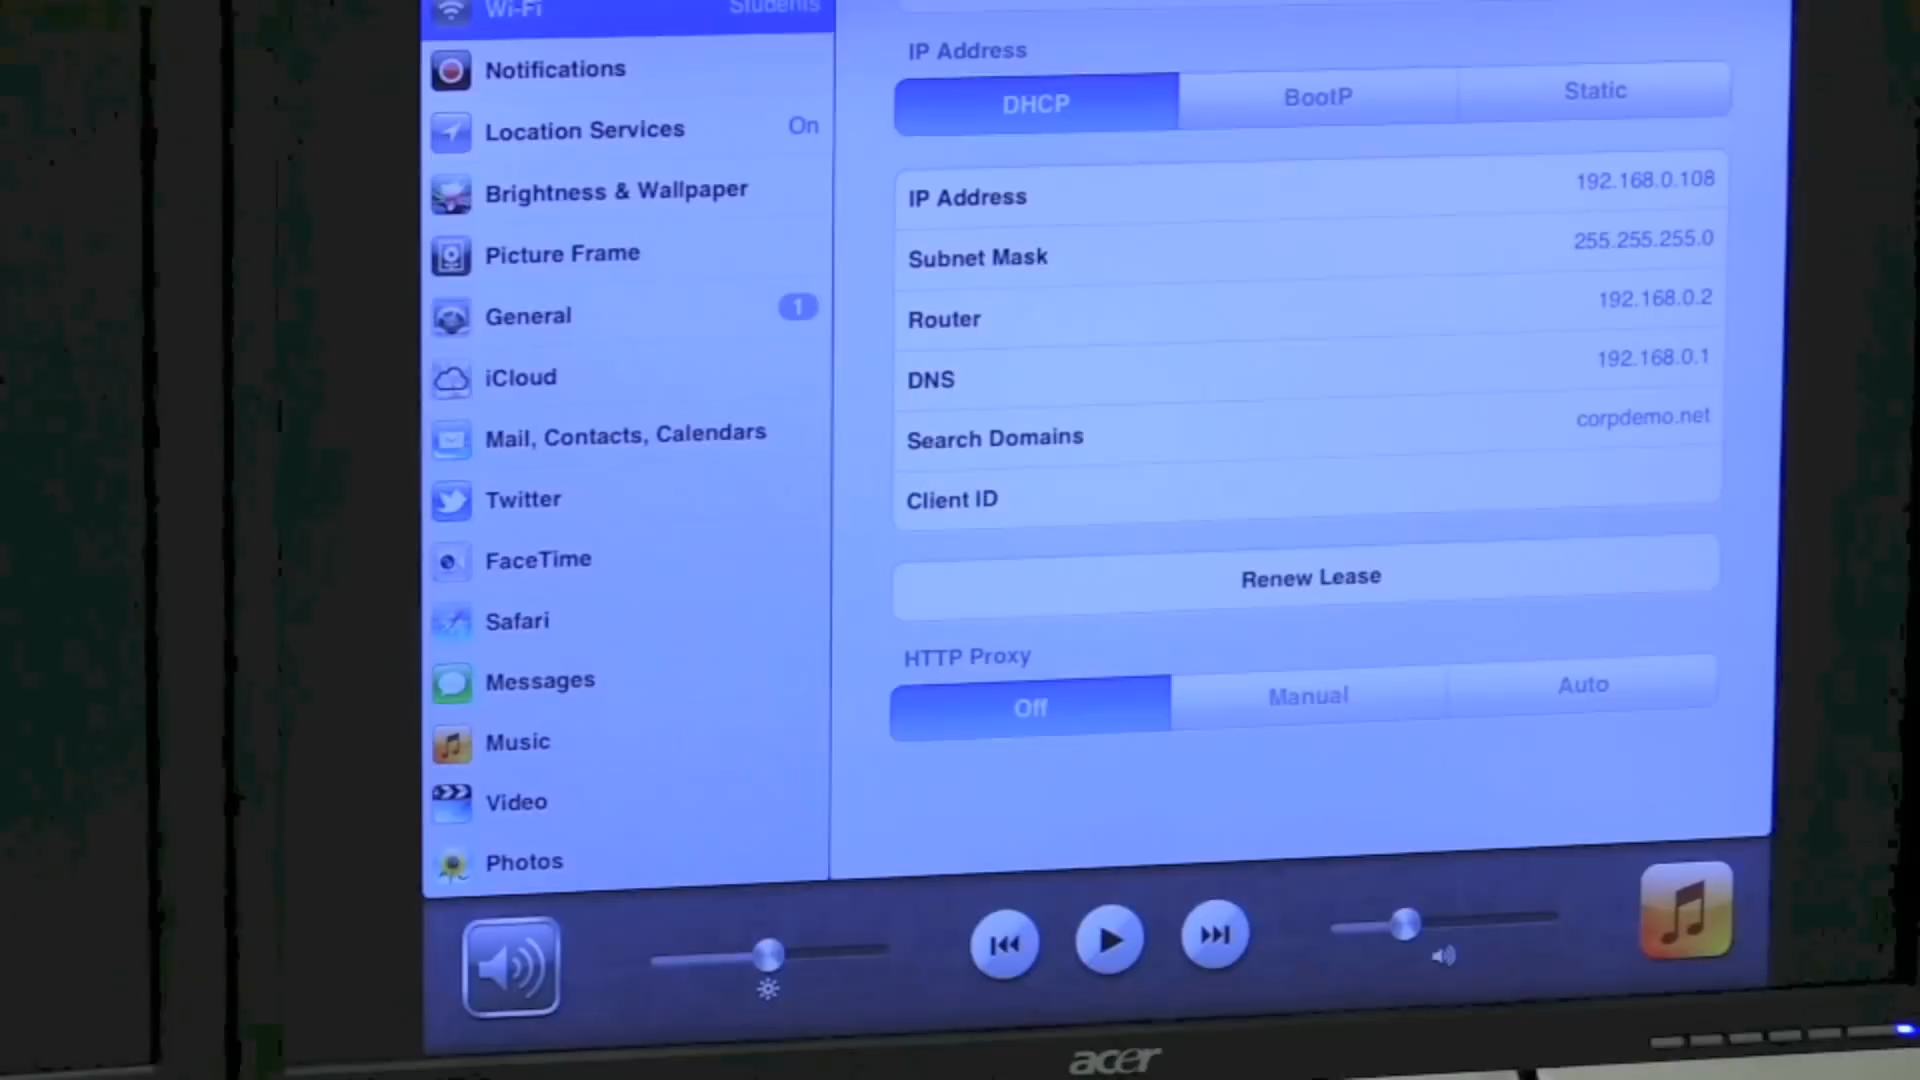 Wi-Fi Students
Notifications
Location Services On
Brightness & Wallpaper
Picture Frame
General 1
iCloud
Mail, Contacts, Calendars
Twitter
FaceTime
Safari
Messages
Music
Video
Photos
IP Address
DHCP BootP Static
IP Address 192.168.0.108
Subnet Mask 255.255.255.0
Router 192.168.0.2
DNS 192.168.0.1
Search Domains corpdemo.net
Client ID
Renew Lease
HTTP Proxy
Off Manual Auto
acer